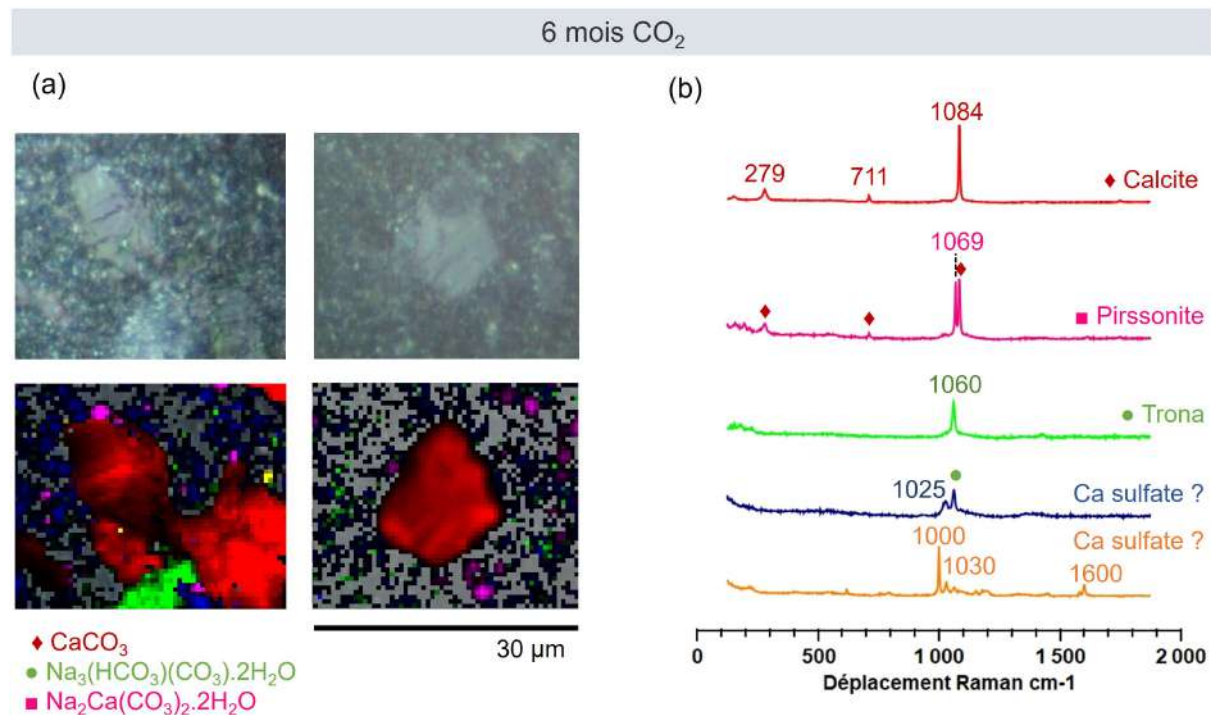 6 mois CO₂
(a)
◆ CaCO₃
● Na₃(HCO₃)(CO₃).2H₂O
■ Na₂Ca(CO₃)₂.2H₂O
30 µm
(b)
1084
279
711
◆ Calcite
1069
■ Pirssonite
1060
● Trona
1025
Ca sulfate ?
1000
Ca sulfate ?
1030
1600
0
500
1 000
1 500
2 000
Déplacement Raman cm-1